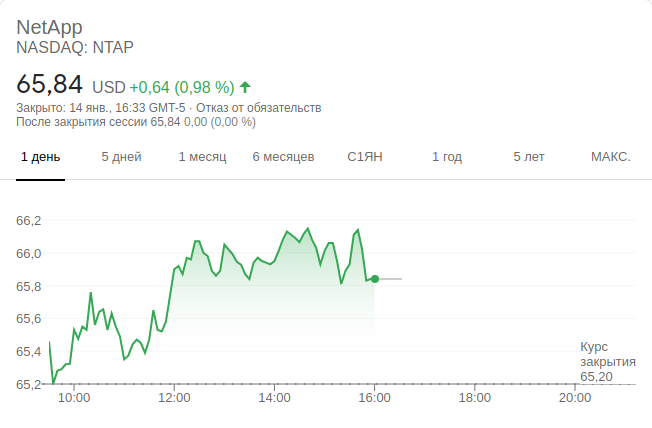 NetApp
NASDAQ: NTAP
65,84 USD +0,64 (0,98 %)
Закрыто: 14 янв., 16:33 GMT-5 · Отказ от обязательств
После закрытия сессии 65,84 0,00 (0,00 %)
1 день 5 дней 1 месяц 6 месяцев С1ЯН 1 год 5 лет МАКС.
66,2
66,0
65,8
65,6
65,4
65,2
Курс
закрытия
65,20
10:00 12:00 14:00 16:00 18:00 20:00